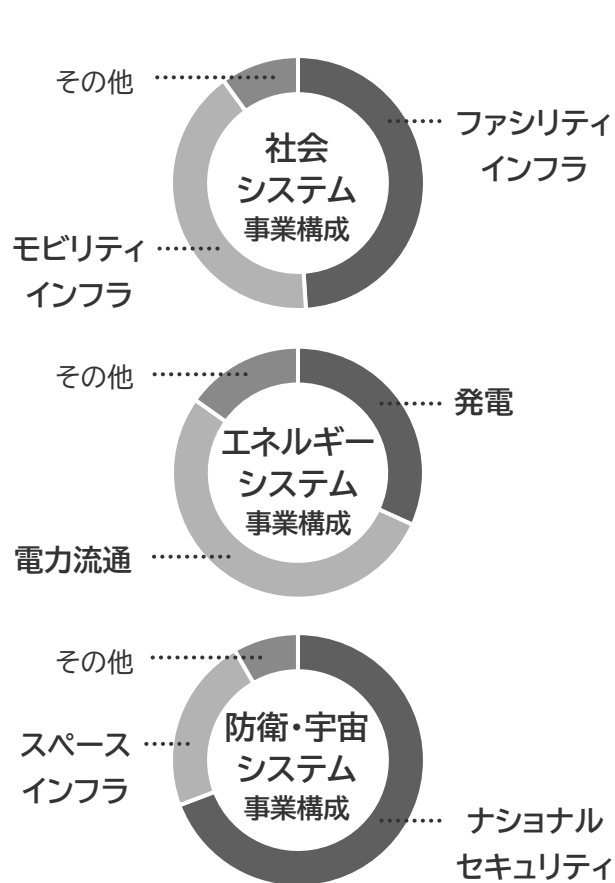 その他
ファシリティ
インフラ
社会
システム
事業構成
モビリティ
インフラ
その他
発電
エネルギー
システム
事業構成
電力流通
その他
スペース
インフラ
防衛・宇宙
システム
事業構成
ナショナル
セキュリティ